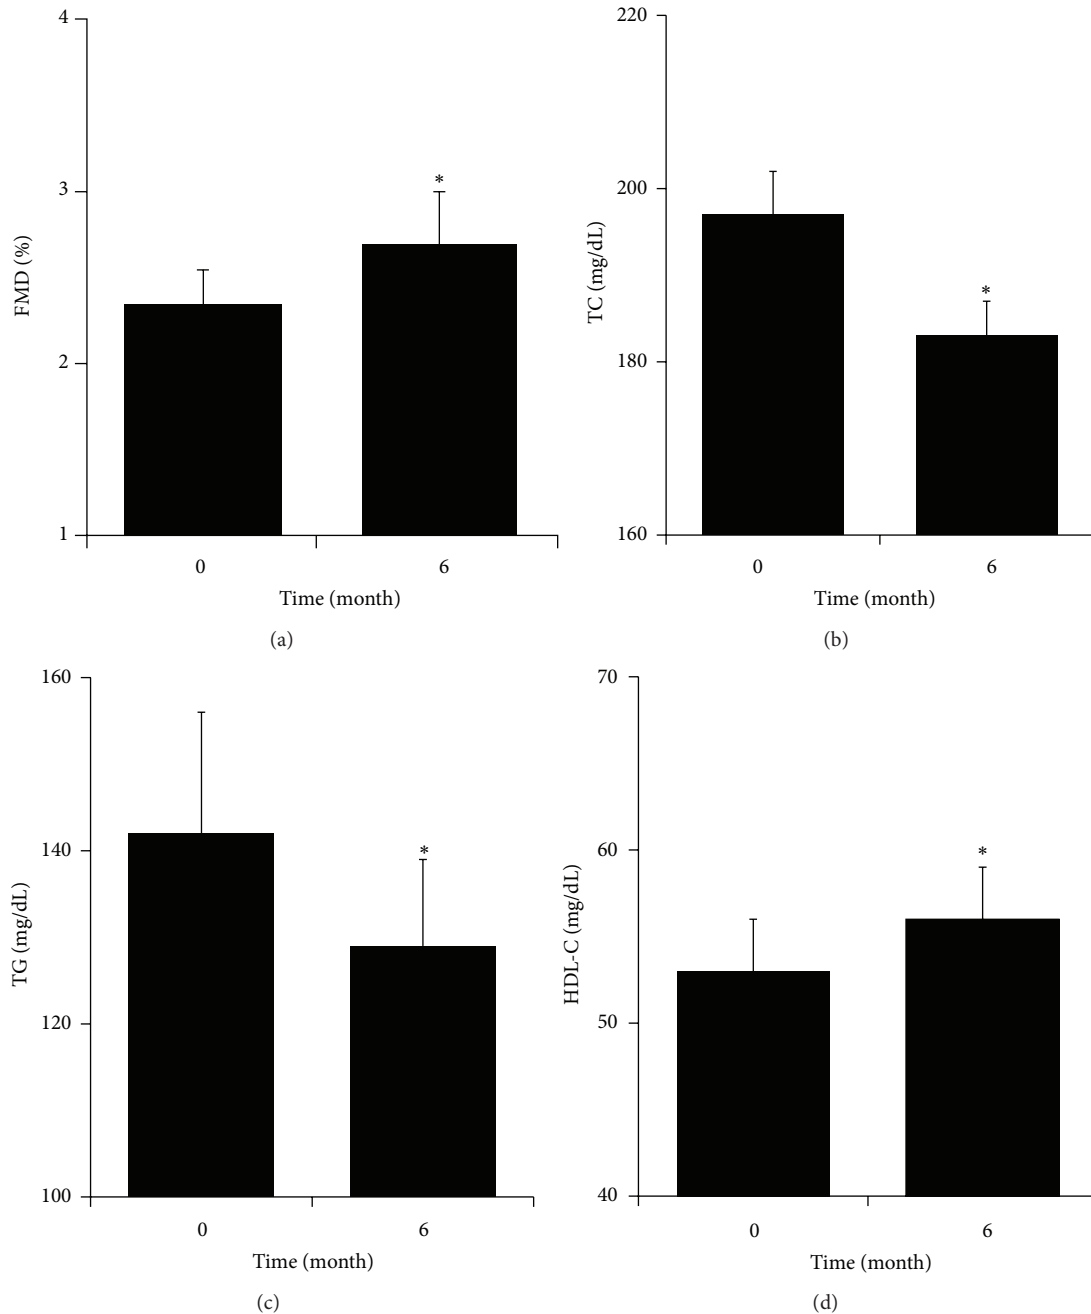 4
3
2
1
FMD (%)
*
0
6
Time (month)
(a)
220
200
180
160
TC (mg/dL)
*
0
6
Time (month)
(b)
160
140
120
100
TG (mg/dL)
*
0
6
Time (month)
(c)
70
60
50
40
HDL-C (mg/dL)
*
0
6
Time (month)
(d)